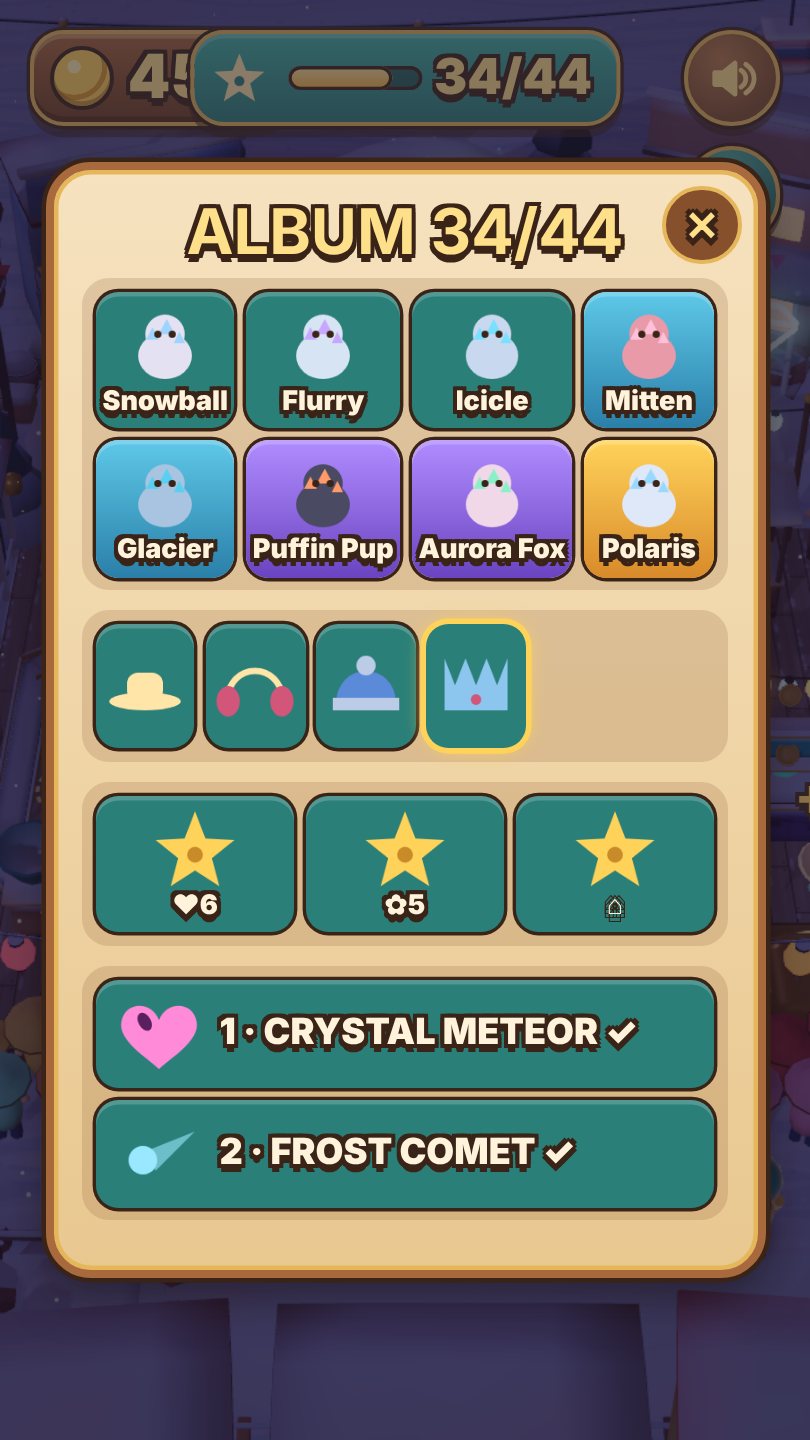 45
34/44
ALBUM 34/44
Snowball
Flurry
Icicle
Mitten
Glacier
Puffin Pup
Aurora Fox
Polaris
♥6
✿5
1 · CRYSTAL METEOR ✓
2 · FROST COMET ✓